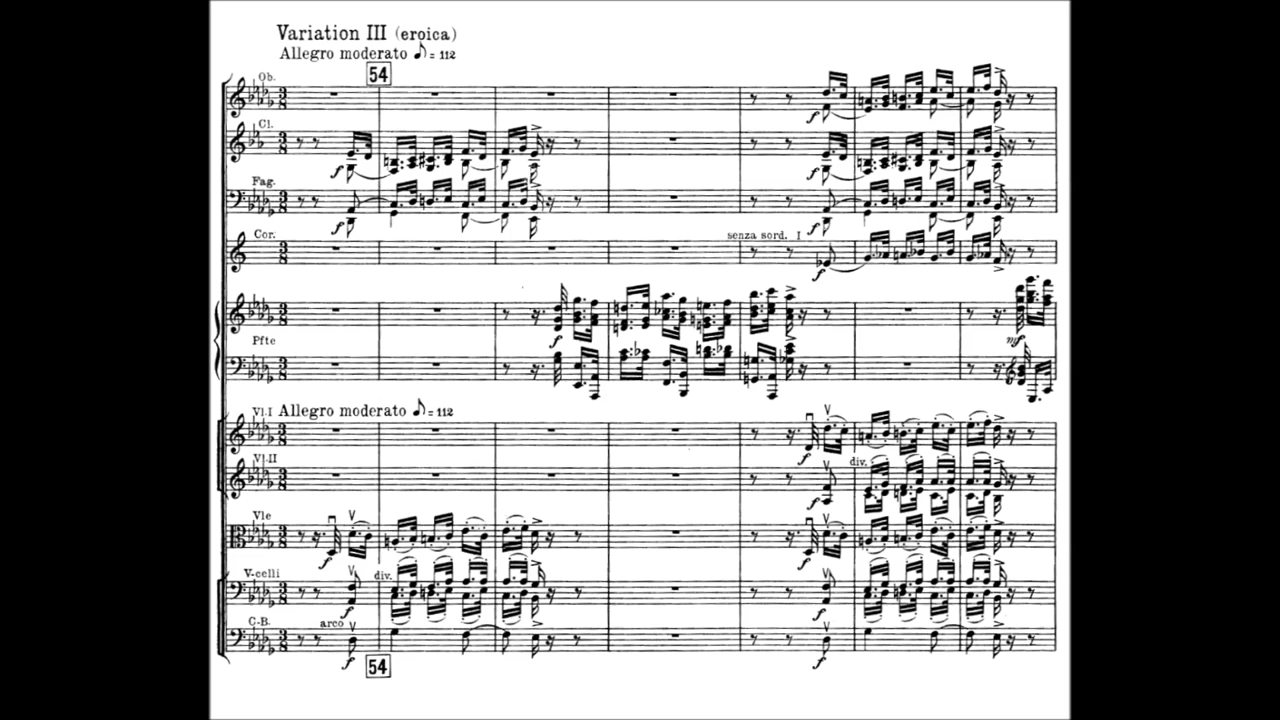 Variation III (eroica)
Allegro moderato ♪= 112
54
Ob.
f
Cl.
f
f
Fag.
f
f
Cor.
senza sord. I
f
Pfte
f
mf
Vl.I Allegro moderato ♪= 112
f
Vl.II
div.
f
Vle
f
f
V-celli
div.
f
f
C-B.
arco
f
f
54